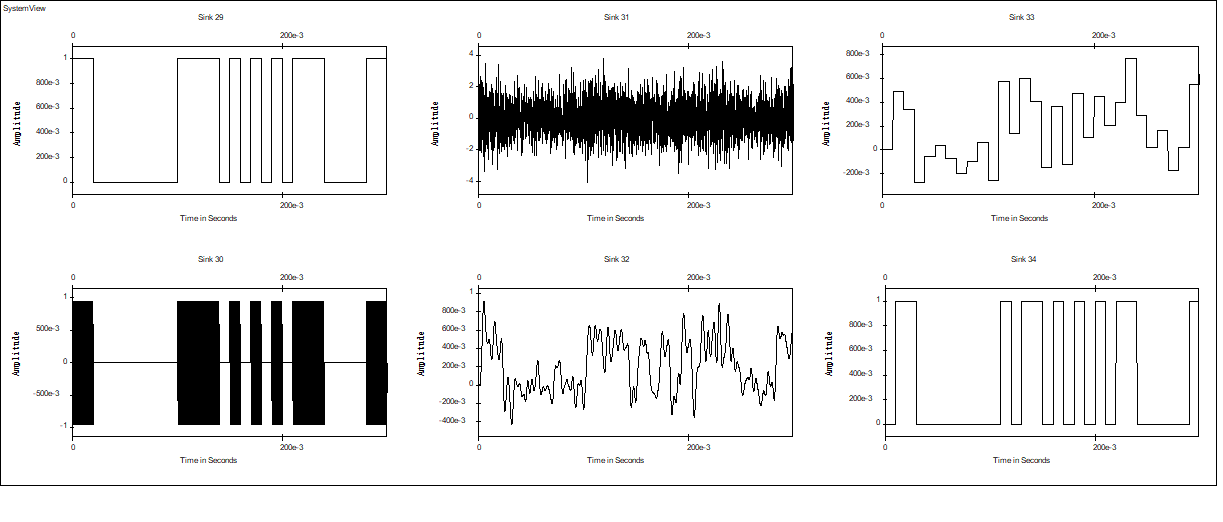 SystemView
Sink 29
0 200e-3
1
800e-3
600e-3
400e-3
200e-3
0
Amplitude
0 200e-3
Time in Seconds
Sink 31
0 200e-3
4
2
0
-2
-4
Amplitude
0 200e-3
Time in Seconds
Sink 33
0 200e-3
800e-3
600e-3
400e-3
200e-3
0
-200e-3
Amplitude
0 200e-3
Time in Seconds
Sink 30
0 200e-3
1
500e-3
0
-500e-3
-1
Amplitude
0 200e-3
Time in Seconds
Sink 32
0 200e-3
1
800e-3
600e-3
400e-3
200e-3
0
-200e-3
-400e-3
Amplitude
0 200e-3
Time in Seconds
Sink 34
0 200e-3
1
800e-3
600e-3
400e-3
200e-3
0
Amplitude
0 200e-3
Time in Seconds